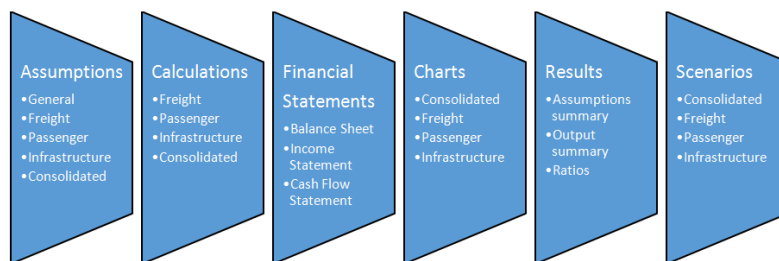 Assumptions
•General
•Freight
•Passenger
•Infrastructure
•Consolidated
Calculations
•Freight
•Passenger
•Infrastructure
•Consolidated
Financial
Statements
•Balance Sheet
•Income
Statement
•Cash Flow
Statement
Charts
•Consolidated
•Freight
•Passenger
•Infrastructure
Results
•Assumptions
summary
•Output
summary
•Ratios
Scenarios
•Consolidated
•Freight
•Passenger
•Infrastructure